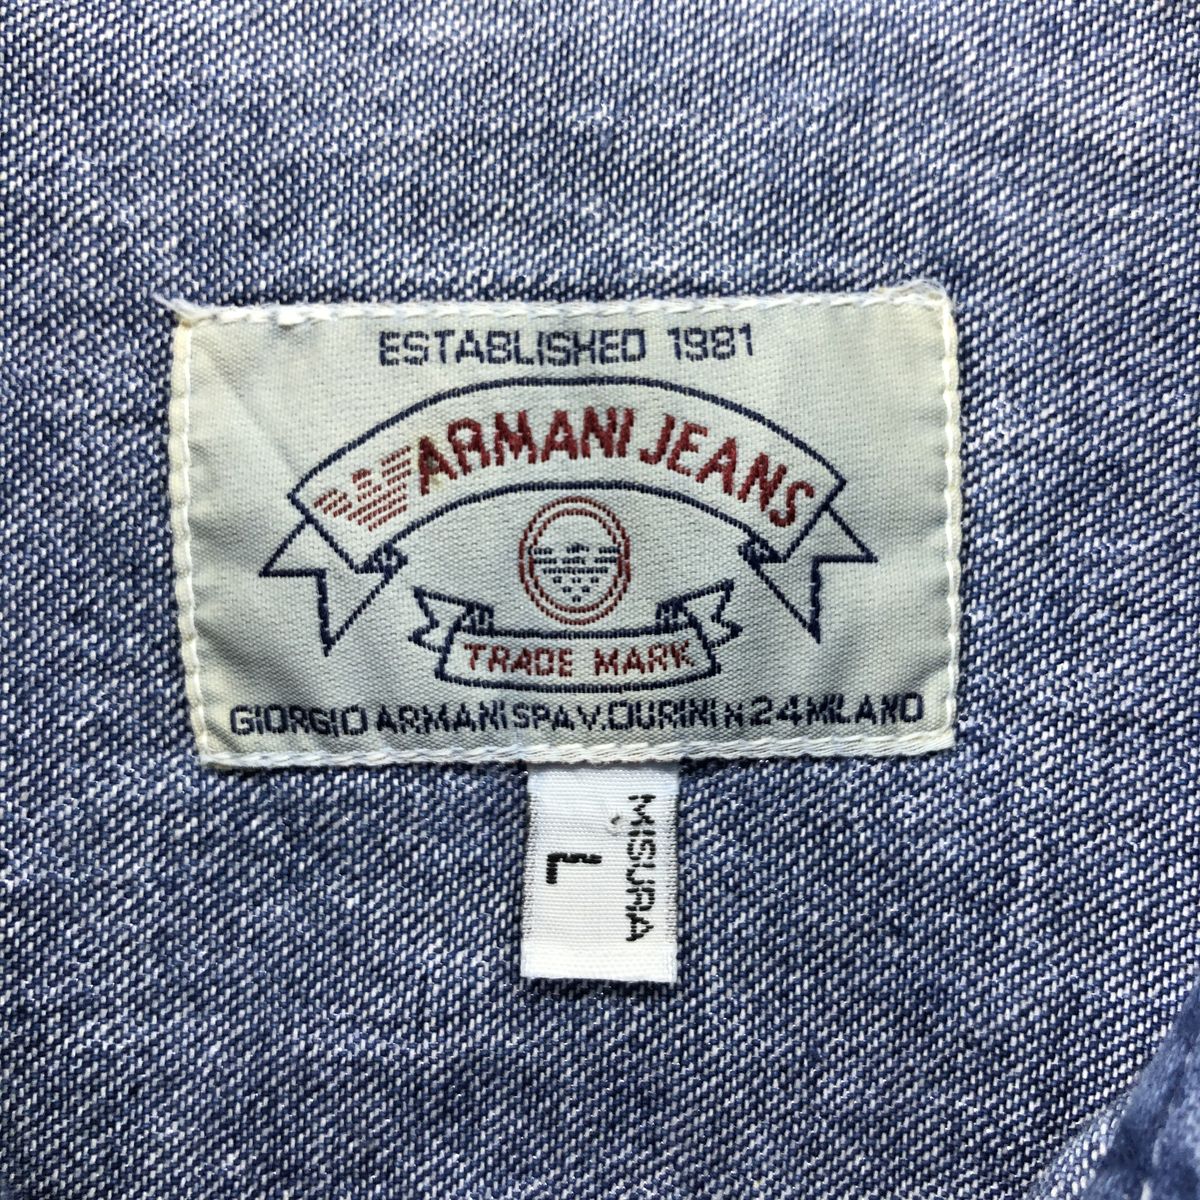 ESTABLISHED 1981
ARMANI JEANS
TRADE MARK
GIORGIO ARMANI SPA V. DURINI N 24 MILANO
MISURA
L